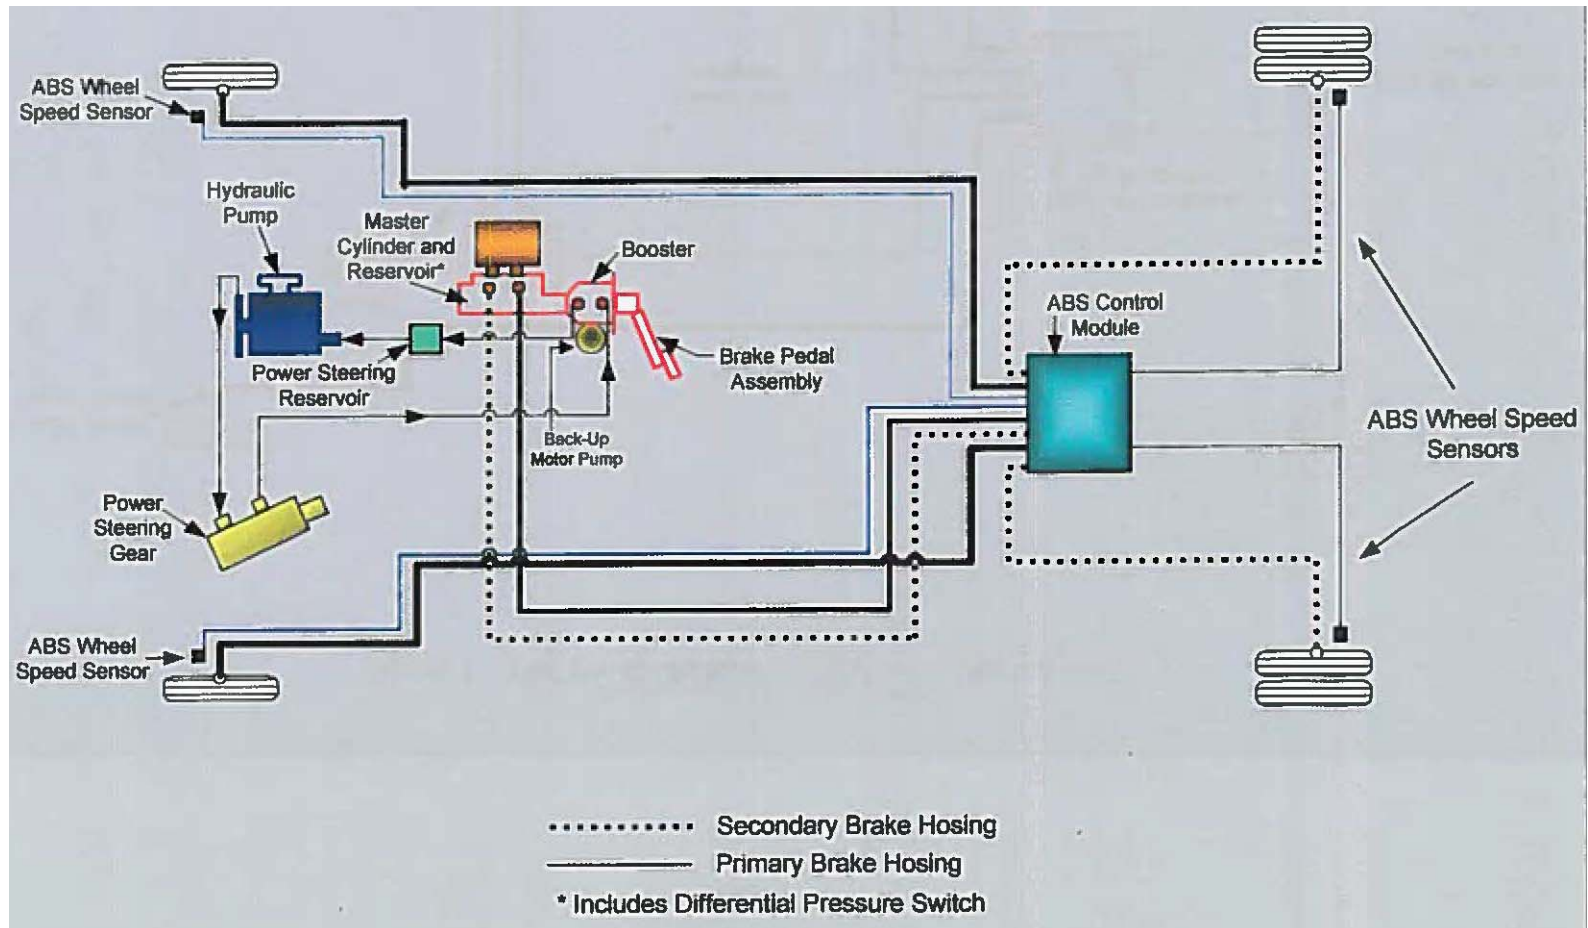 ABS Wheel
Speed Sensor
Hydraulic
Pump
Master
Cylinder and
Reservoir*
Booster
ABS Control
Module
Power Steering
Reservoir
Brake Pedal
Assembly
Back-Up
Motor Pump
ABS Wheel Speed
Sensors
Power
Steering
Gear
ABS Wheel
Speed Sensor
Secondary Brake Hosing
Primary Brake Hosing
* Includes Differential Pressure Switch